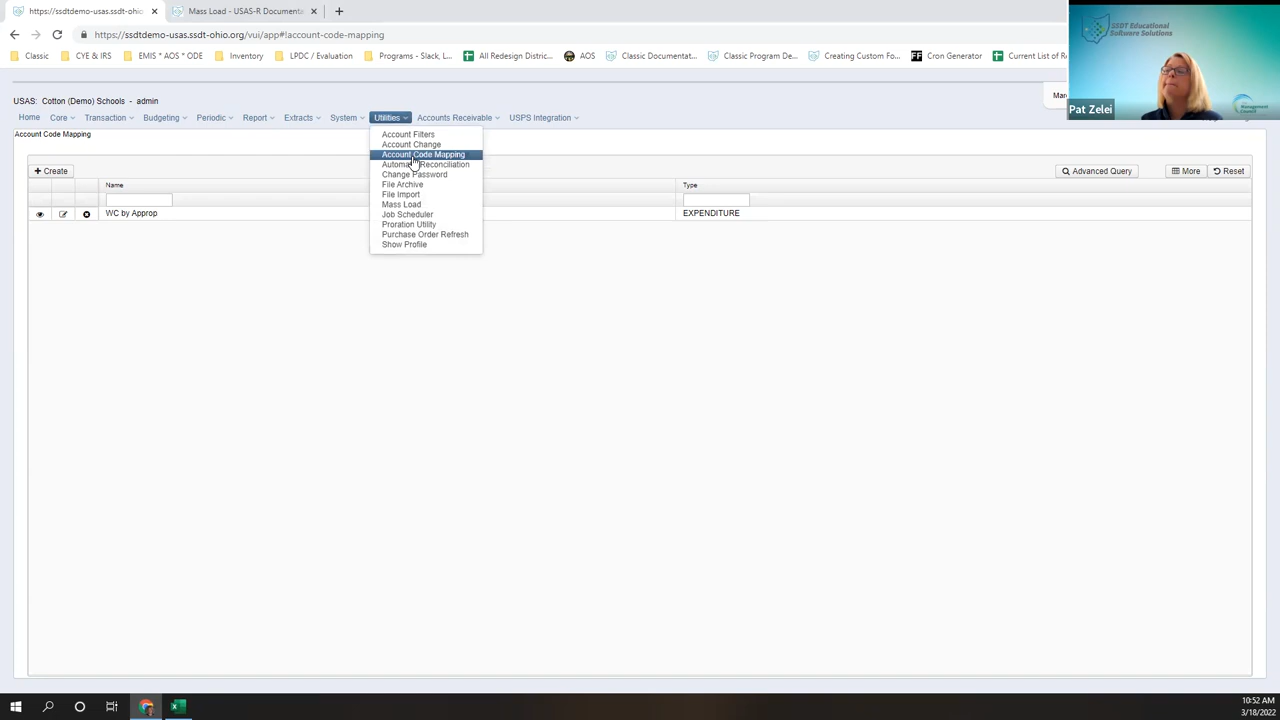 https://ssdtdemo-usas.ssdt-ohio
Mass Load - USAS-R Documenta
https://ssdtdemo-usas.ssdt-ohio.org/vui/app#!account-code-mapping
Classic
CYE & IRS
EMIS * AOS * ODE
Inventory
LPDC / Evaluation
Programs - Slack, L...
All Redesign Distric...
AOS
Classic Documentat...
Classic Program De...
Creating Custom Fo...
Cron Generator
Current List of R
SSDT Educational
Software Solutions
Management
Council
Pat Zelei
USAS: Cotton (Demo) Schools - admin
Mar
Home
Core
Transaction
Budgeting
Periodic
Report
Extracts
System
Utilities
Accounts Receivable
USPS Integration
Account Code Mapping
Account Filters
Account Change
Account Code Mapping
Automated Reconciliation
Change Password
File Archive
File Import
Mass Load
Job Scheduler
Proration Utility
Purchase Order Refresh
Show Profile
Create
Advanced Query
More
Reset
Name
Type
WC by Approp
EXPENDITURE
10:52 AM
3/18/2022